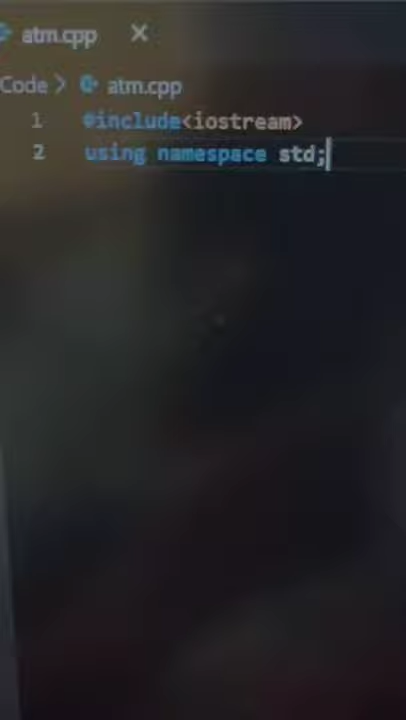 atm.cpp ×
Code > atm.cpp
1 #include<iostream>
2 using namespace std;